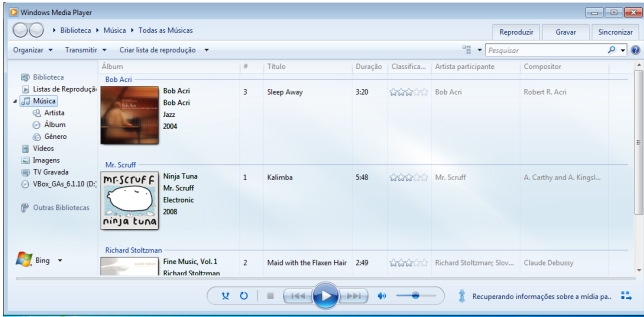 Windows Media Player
Biblioteca Música Todas as Músicas
Reproduzir Gravar Sincronizar
Organizar Transmitir Criar lista de reprodução Pesquisar
Álbum # Título Duração Classifica... Artista participante Compositor
Biblioteca
Listas de Reproduçã
Música
Artista
Álbum
Gênero
Vídeos
Imagens
TV Gravada
VBox_GAs_6.1.10 (D:)
Outras Bibliotecas
Bing
Bob Acri
Bob Acri
Bob Acri
Jazz
2004
3 Sleep Away 3:20 Bob Acri Robert R. Acri
Mr. Scruff
mr.scruff
ninja tuna
Ninja Tuna
Mr. Scruff
Electronic
2008
1 Kalimba 5:48 Mr. Scruff A. Carthy and A. Kingsl...
Richard Stoltzman
Fine Music, Vol. 1
Richard Stoltzman
2 Maid with the Flaxen Hair 2:49 Richard Stoltzman; Slov... Claude Debussy
Recuperando informações sobre a mídia pa..